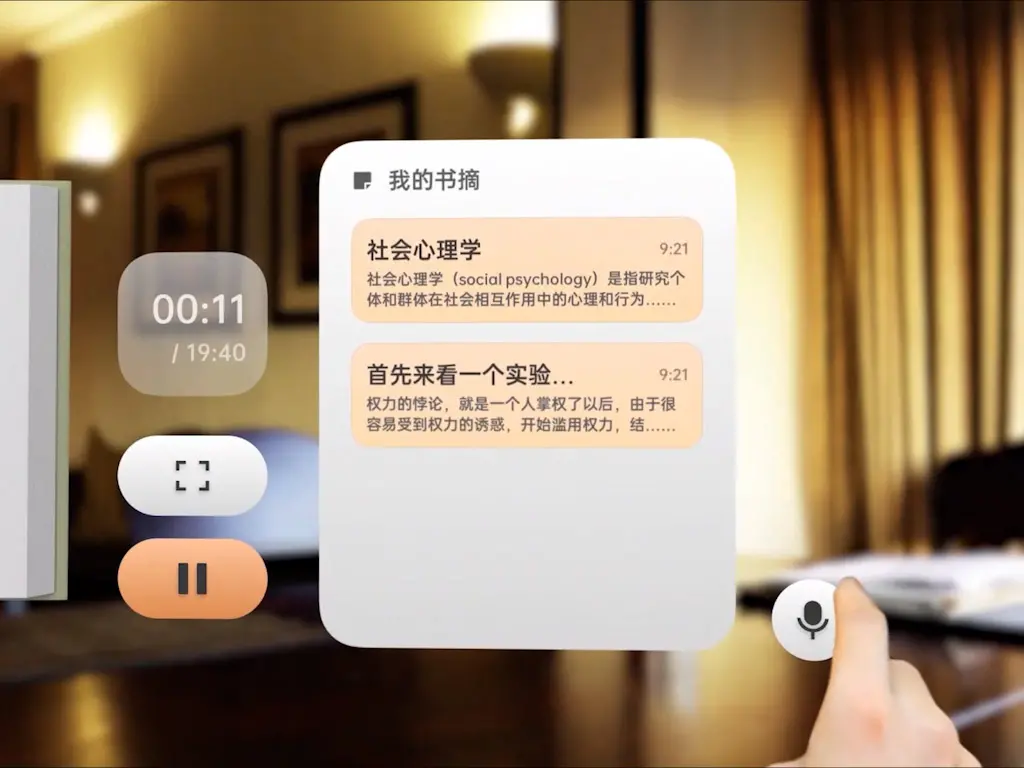 我的书摘
社会心理学 9:21
社会心理学（social psychology）是指研究个
体和群体在社会相互作用中的心理和行为……
00:11
/ 19:40
首先来看一个实验... 9:21
权力的悖论，就是一个人掌权了以后，由于很
容易受到权力的诱惑，开始滥用权力，结……